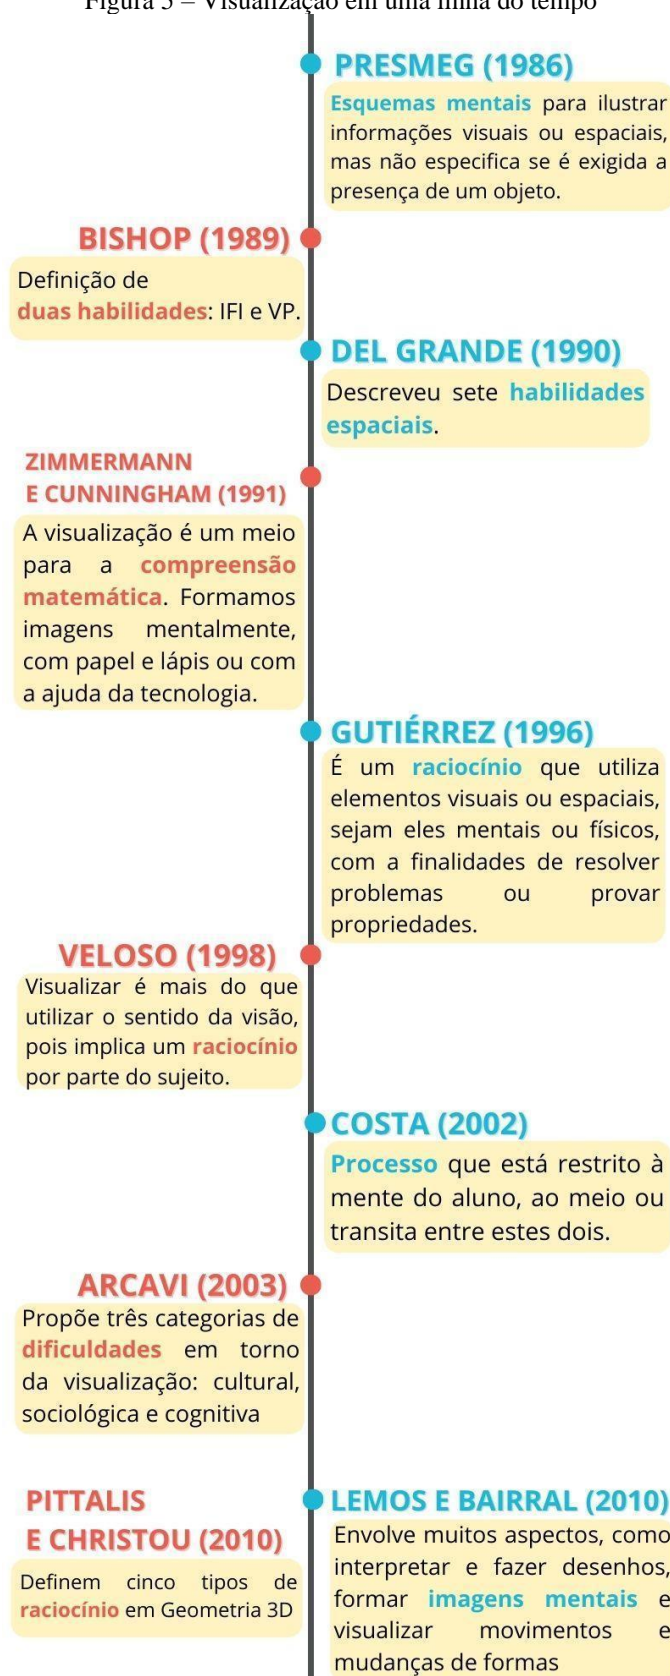 Figura 5 – Visualização em uma linha do tempo
PRESMEG (1986)
Esquemas mentais para ilustrar
informações visuais ou espaciais,
mas não especifica se é exigida a
presença de um objeto.
BISHOP (1989)
Definição de
duas habilidades: IFI e VP.
DEL GRANDE (1990)
Descreveu sete habilidades
espaciais.
ZIMMERMANN
E CUNNINGHAM (1991)
A visualização é um meio
para a compreensão
matemática. Formamos
imagens mentalmente,
com papel e lápis ou com
a ajuda da tecnologia.
GUTIÉRREZ (1996)
É um raciocínio que utiliza
elementos visuais ou espaciais,
sejam eles mentais ou físicos,
com a finalidades de resolver
problemas ou provar
propriedades.
VELOSO (1998)
Visualizar é mais do que
utilizar o sentido da visão,
pois implica um raciocínio
por parte do sujeito.
COSTA (2002)
Processo que está restrito à
mente do aluno, ao meio ou
transita entre estes dois.
ARCAVI (2003)
Propõe três categorias de
dificuldades em torno
da visualização: cultural,
sociológica e cognitiva
PITTALIS
E CHRISTOU (2010)
Definem cinco tipos de
raciocínio em Geometria 3D
LEMOS E BAIRRAL (2010)
Envolve muitos aspectos, como
interpretar e fazer desenhos,
formar imagens mentais e
visualizar movimentos e
mudanças de formas